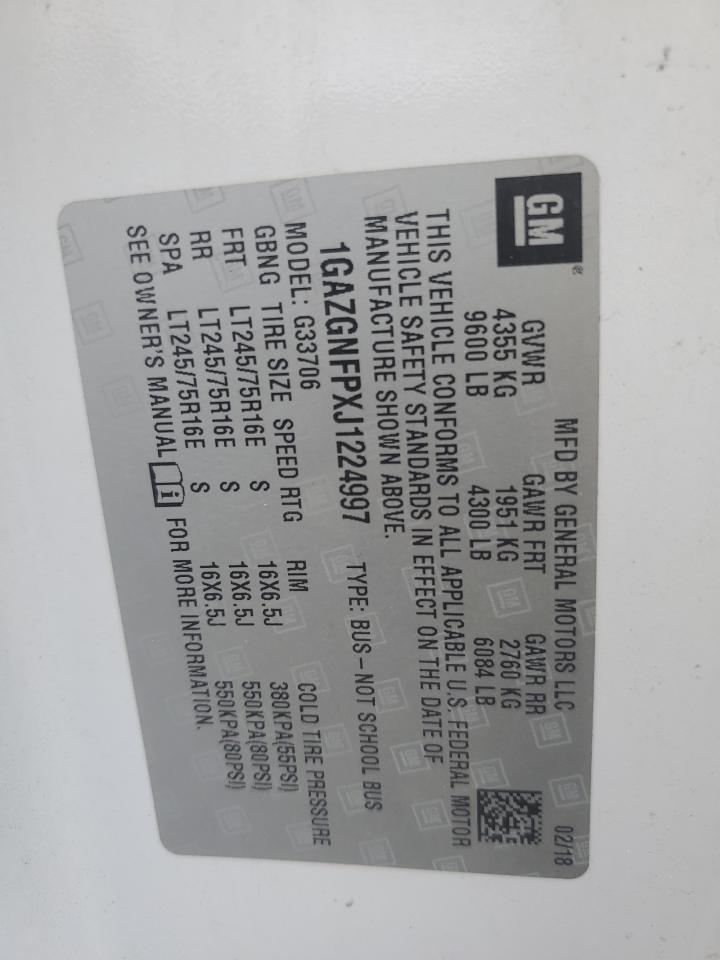 GM®
MFD BY GENERAL MOTORS LLC 02/18
GVWR GAWR FRT GAWR RR
4355 KG 1951 KG 2760 KG
9600 LB 4300 LB 6084 LB
THIS VEHICLE CONFORMS TO ALL APPLICABLE U.S. FEDERAL MOTOR
VEHICLE SAFETY STANDARDS IN EFFECT ON THE DATE OF
MANUFACTURE SHOWN ABOVE.
1GAZGNFPXJ1224997 TYPE: BUS–NOT SCHOOL BUS
MODEL: G33706
GBNG TIRE SIZE SPEED RTG RIM COLD TIRE PRESSURE
FRT LT245/75R16E S 16X6.5J 380KPA(55PSI)
RR LT245/75R16E S 16X6.5J 550KPA(80PSI)
SPA LT245/75R16E S 16X6.5J 550KPA(80PSI)
SEE OWNER'S MANUAL i FOR MORE INFORMATION.